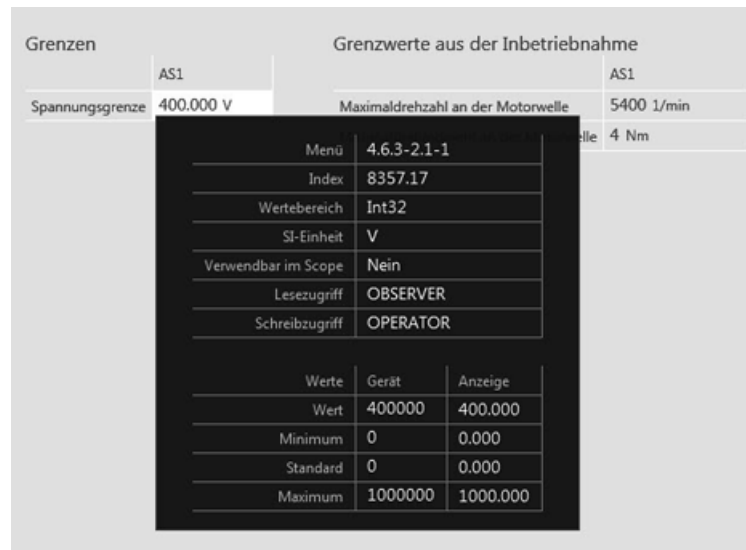 Grenzen
Grenzwerte aus der Inbetriebnahme
AS1
AS1
Spannungsgrenze 400.000 V
Maximaldrehzahl an der Motorwelle 5400 1/min
4 Nm
Menü 4.6.3-2.1-1
Index 8357.17
Wertebereich Int32
SI-Einheit V
Verwendbar im Scope Nein
Lesezugriff OBSERVER
Schreibzugriff OPERATOR
Werte Gerät Anzeige
Wert 400000 400.000
Minimum 0 0.000
Standard 0 0.000
Maximum 1000000 1000.000